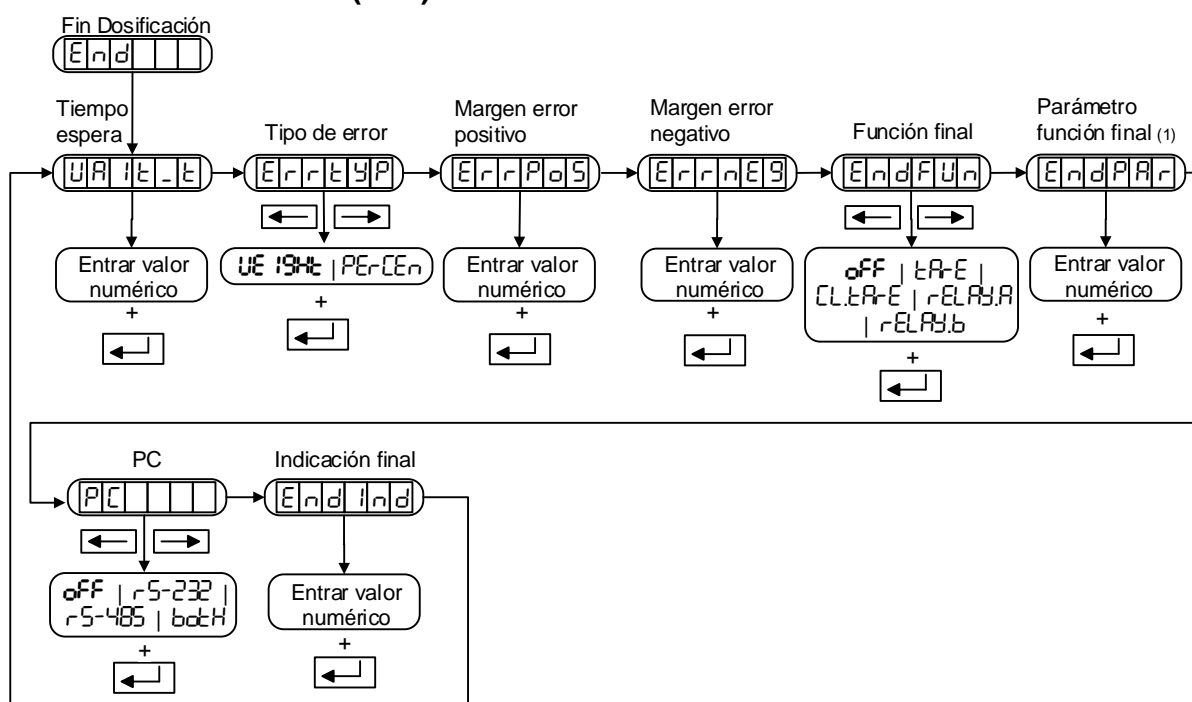 Fin Dosificación
End
Tiempo
espera
Tipo de error
Margen error
positivo
Margen error
negativo
Función final
Parámetro
función final (1)
WAIt_t
ErrtYP
ErrPoS
ErrnEg
EndFUn
EndPAr
Entrar valor
numérico
+
WEIgHt | PErCEn
+
Entrar valor
numérico
+
Entrar valor
numérico
+
oFF | tArE |
CL.tArE | rELAY.A
| rELAY.b
+
Entrar valor
numérico
+
PC
Indicación final
PC
EndInd
oFF | rS-232 |
rS-485 | botH
+
Entrar valor
numérico
+